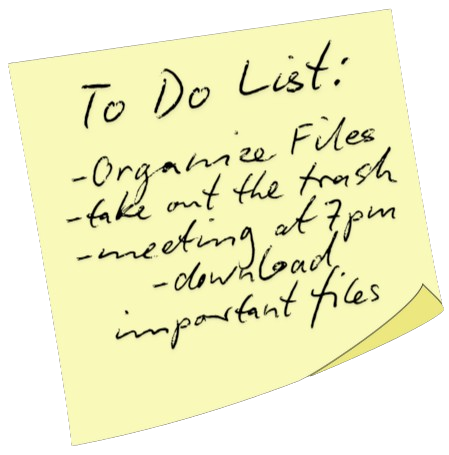 To Do List:
-Organize Files
-take out the trash
-meeting at 7pm
-download
important files